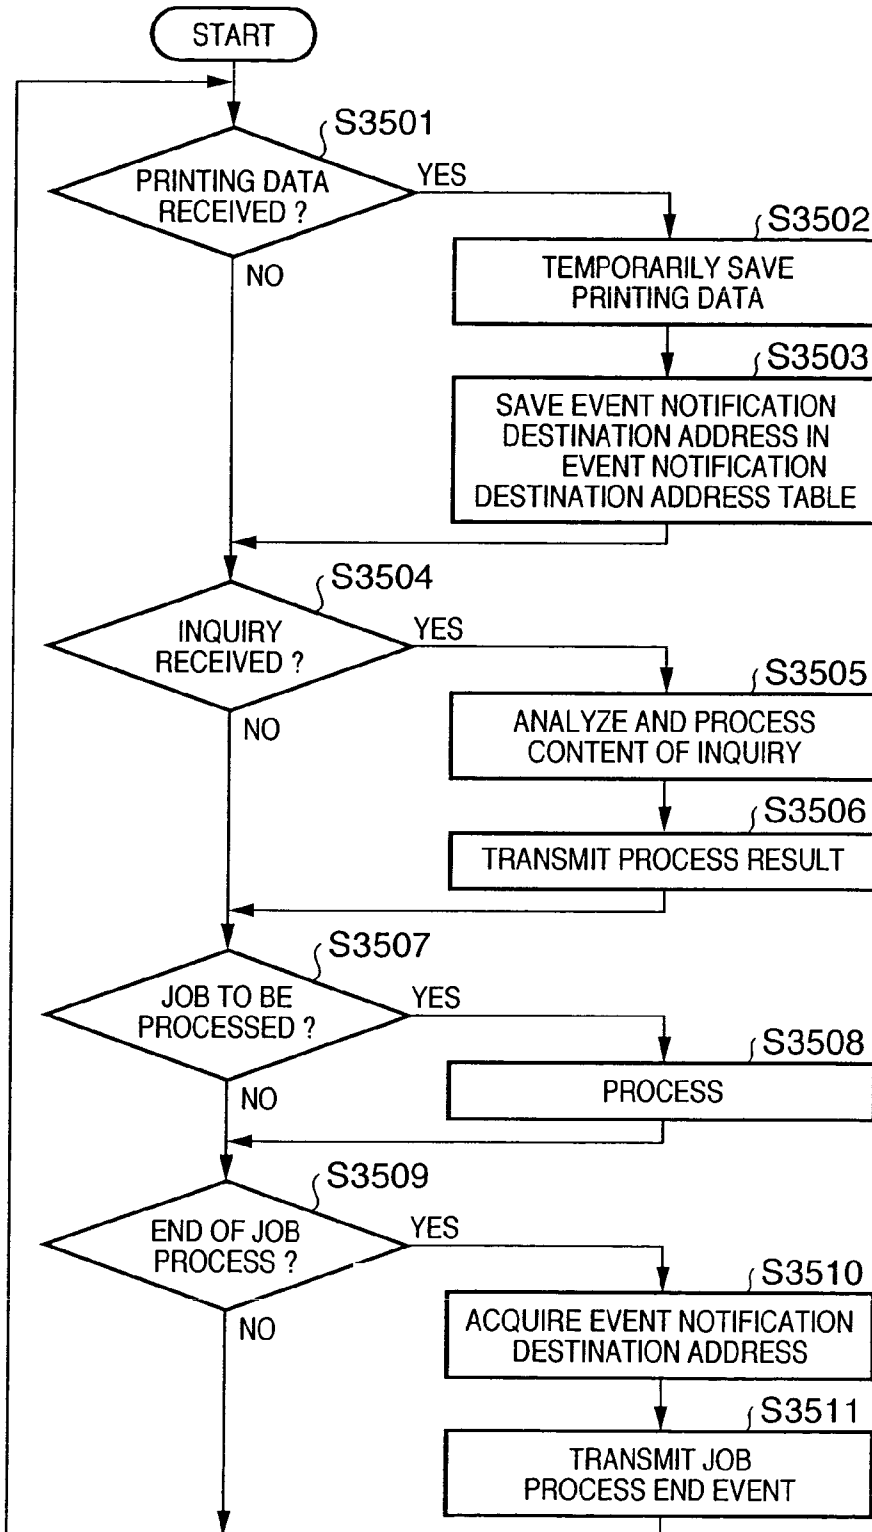 START
S3501
PRINTING DATA
RECEIVED ?
YES
NO
S3502
TEMPORARILY SAVE
PRINTING DATA
S3503
SAVE EVENT NOTIFICATION
DESTINATION ADDRESS IN
EVENT NOTIFICATION
DESTINATION ADDRESS TABLE
S3504
INQUIRY
RECEIVED ?
YES
NO
S3505
ANALYZE AND PROCESS
CONTENT OF INQUIRY
S3506
TRANSMIT PROCESS RESULT
S3507
JOB TO BE
PROCESSED ?
YES
NO
S3508
PROCESS
S3509
END OF JOB
PROCESS ?
YES
NO
S3510
ACQUIRE EVENT NOTIFICATION
DESTINATION ADDRESS
S3511
TRANSMIT JOB
PROCESS END EVENT